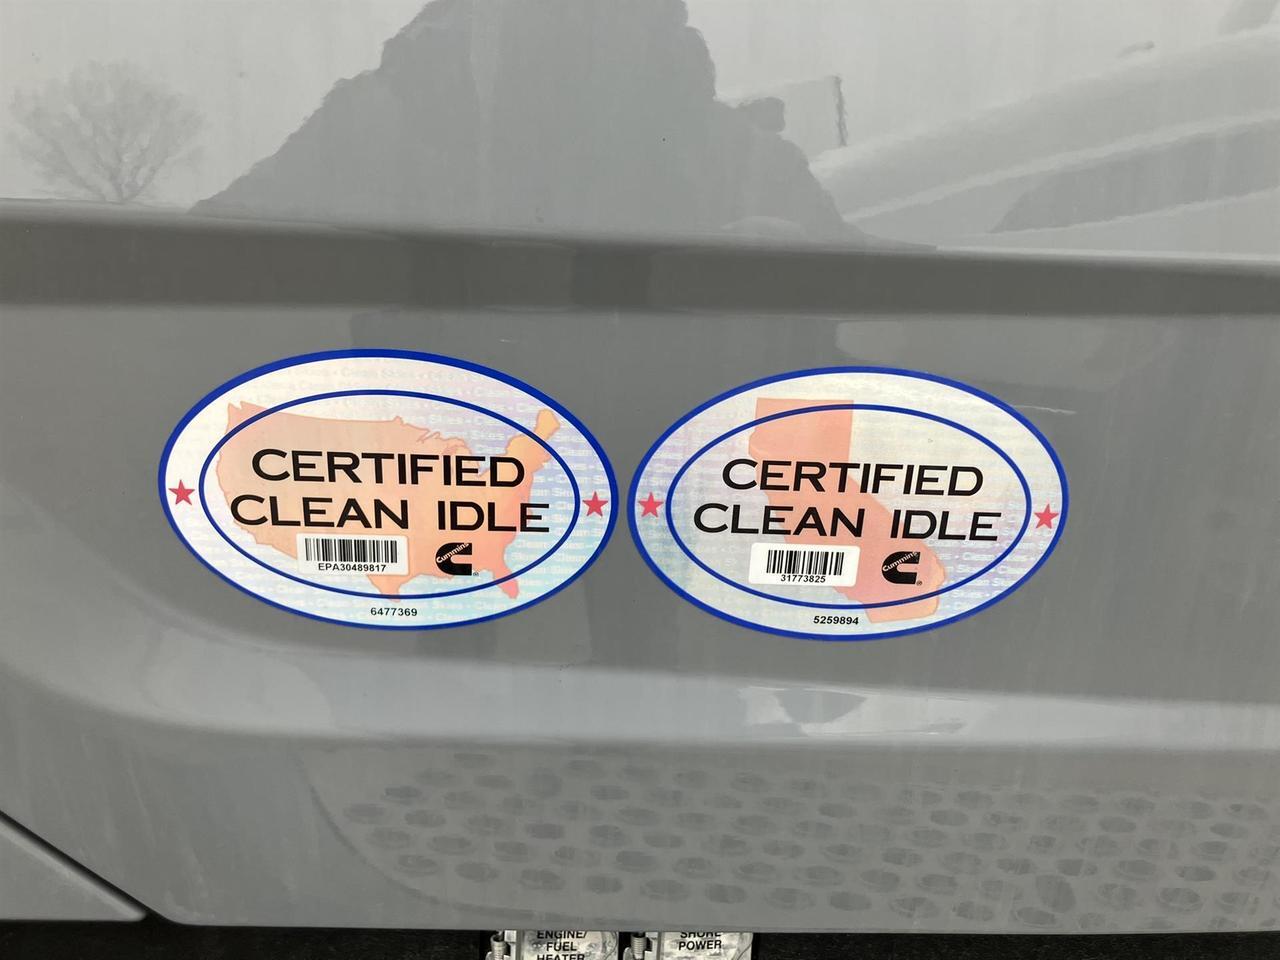 CERTIFIED
CLEAN IDLE
EPA30489817
Cummins
6477369
CERTIFIED
CLEAN IDLE
31773825
Cummins
5259894
ENGINE/
FUEL
HEATER
SHORE
POWER